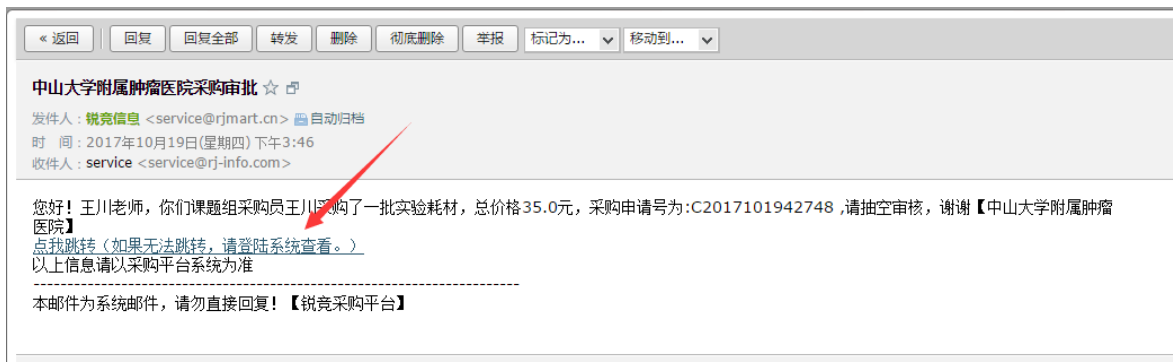 « 返回 回复 回复全部 转发 删除 彻底删除 举报 标记为... 移动到...
中山大学附属肿瘤医院采购审批
发件人：锐竞信息 <service@rjmart.cn> 自动归档
时 间：2017年10月19日(星期四) 下午3:46
收件人：service <service@rj-info.com>
您好！王川老师，你们课题组采购员王川采购了一批实验耗材，总价格35.0元，采购申请号为:C2017101942748 ,请抽空审核，谢谢【中山大学附属肿瘤
医院】
点我跳转（如果无法跳转，请登陆系统查看。）
以上信息请以采购平台系统为准
------------------------------------------------------------------------
本邮件为系统邮件，请勿直接回复！【锐竞采购平台】